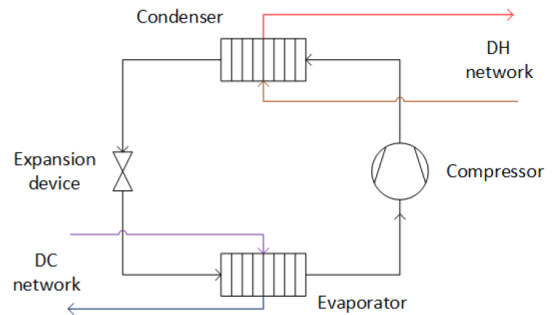 Condenser
DH
network
Expansion
device
Compressor
DC
network
Evaporator